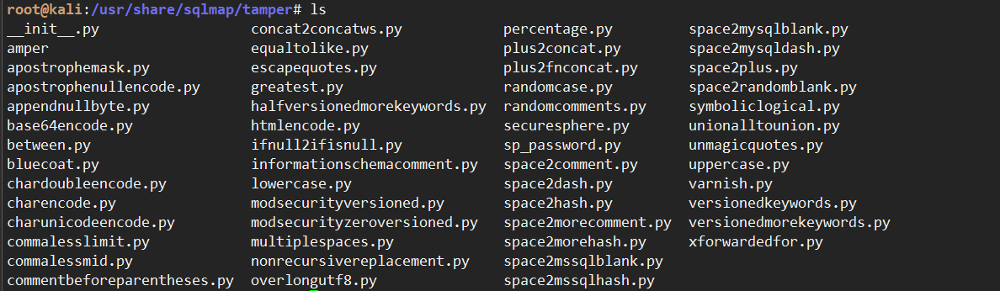 root@kali:/usr/share/sqlmap/tamper# ls
__init__.py concat2concatws.py percentage.py space2mysqlblank.py
amper equaltolike.py plus2concat.py space2mysqldash.py
apostrophemask.py escapequotes.py plus2fnconcat.py space2plus.py
apostrophenullencode.py greatest.py randomcase.py space2randomblank.py
appendnullbyte.py halfversionedmorekeywords.py randomcomments.py symboliclogical.py
base64encode.py htmlencode.py securesphere.py unionalltounion.py
between.py ifnull2ifisnull.py sp_password.py unmagicquotes.py
bluecoat.py informationschemacomment.py space2comment.py uppercase.py
chardoubleencode.py lowercase.py space2dash.py varnish.py
charencode.py modsecurityversioned.py space2hash.py versionedkeywords.py
charunicodeencode.py modsecurityzeroversioned.py space2morecomment.py versionedmorekeywords.py
commalesslimit.py multiplespaces.py space2morehash.py xforwardedfor.py
commalessmid.py nonrecursivereplacement.py space2mssqlblank.py
commentbeforeparentheses.py overlongutf8.py space2mssqlhash.py